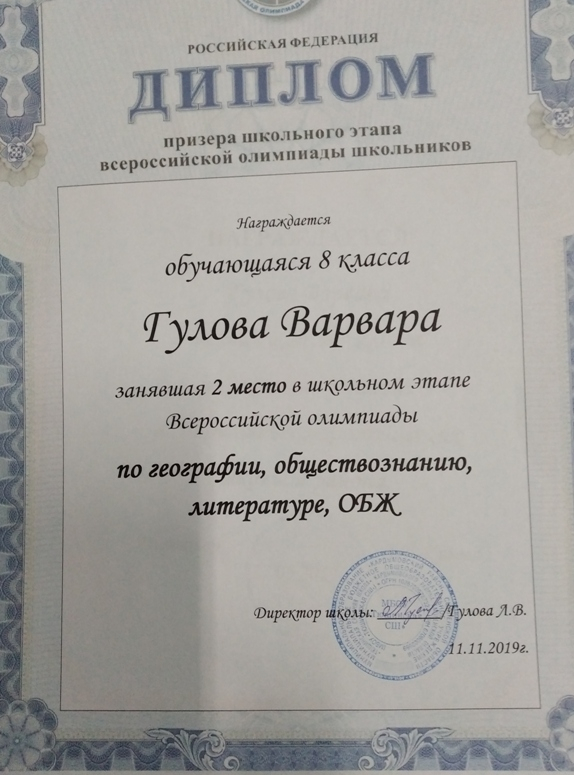 РОССИЙСКАЯ ФЕДЕРАЦИЯ
ДИПЛОМ
призера школьного этапа
всероссийской олимпиады школьников
Награждается
обучающаяся 8 класса
Гулова Варвара
занявшая 2 место в школьном этапе
Всероссийской олимпиады
по географии, обществознанию,
литературе, ОБЖ
Директор школы: /Гулова Л.В.
11.11.2019г.